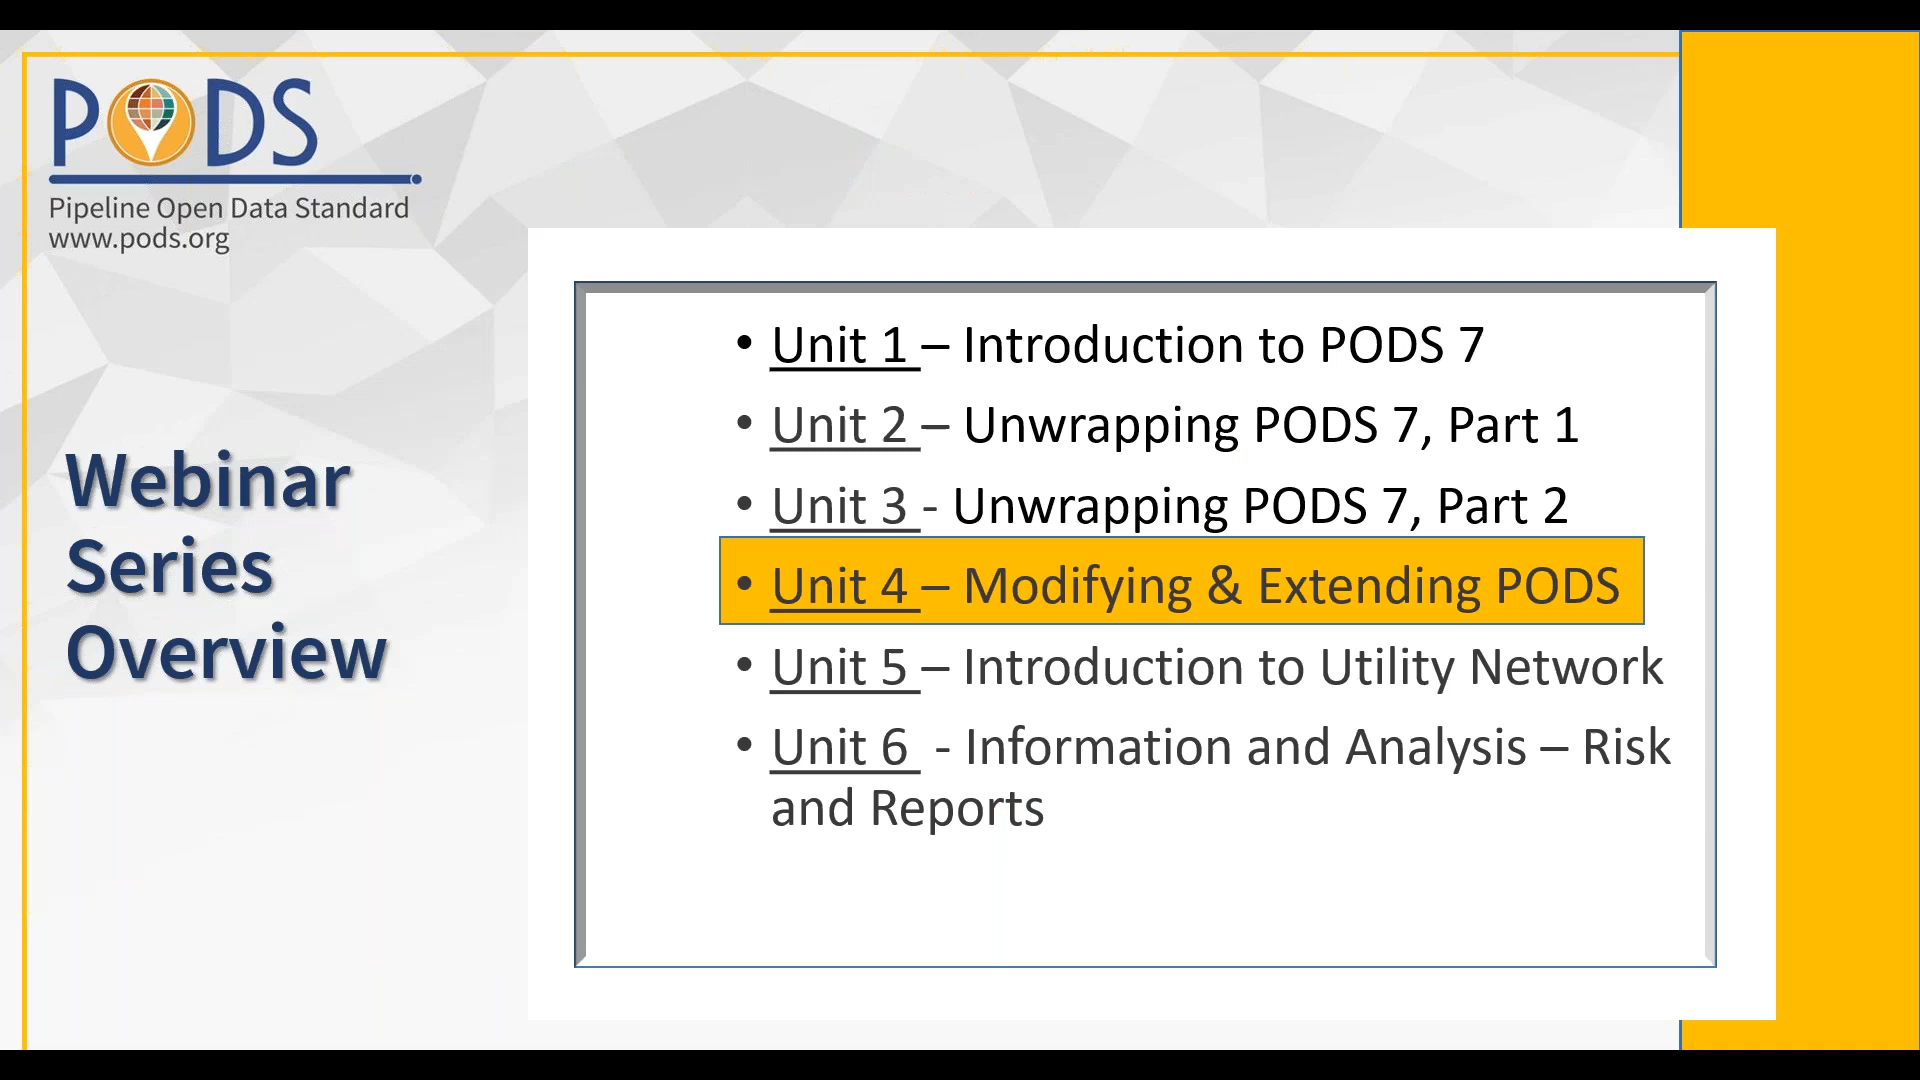 PODS
Pipeline Open Data Standard
www.pods.org
Webinar
Series
Overview
• Unit 1 – Introduction to PODS 7
• Unit 2 – Unwrapping PODS 7, Part 1
• Unit 3 - Unwrapping PODS 7, Part 2
• Unit 4 – Modifying & Extending PODS
• Unit 5 – Introduction to Utility Network
• Unit 6 - Information and Analysis – Risk
and Reports